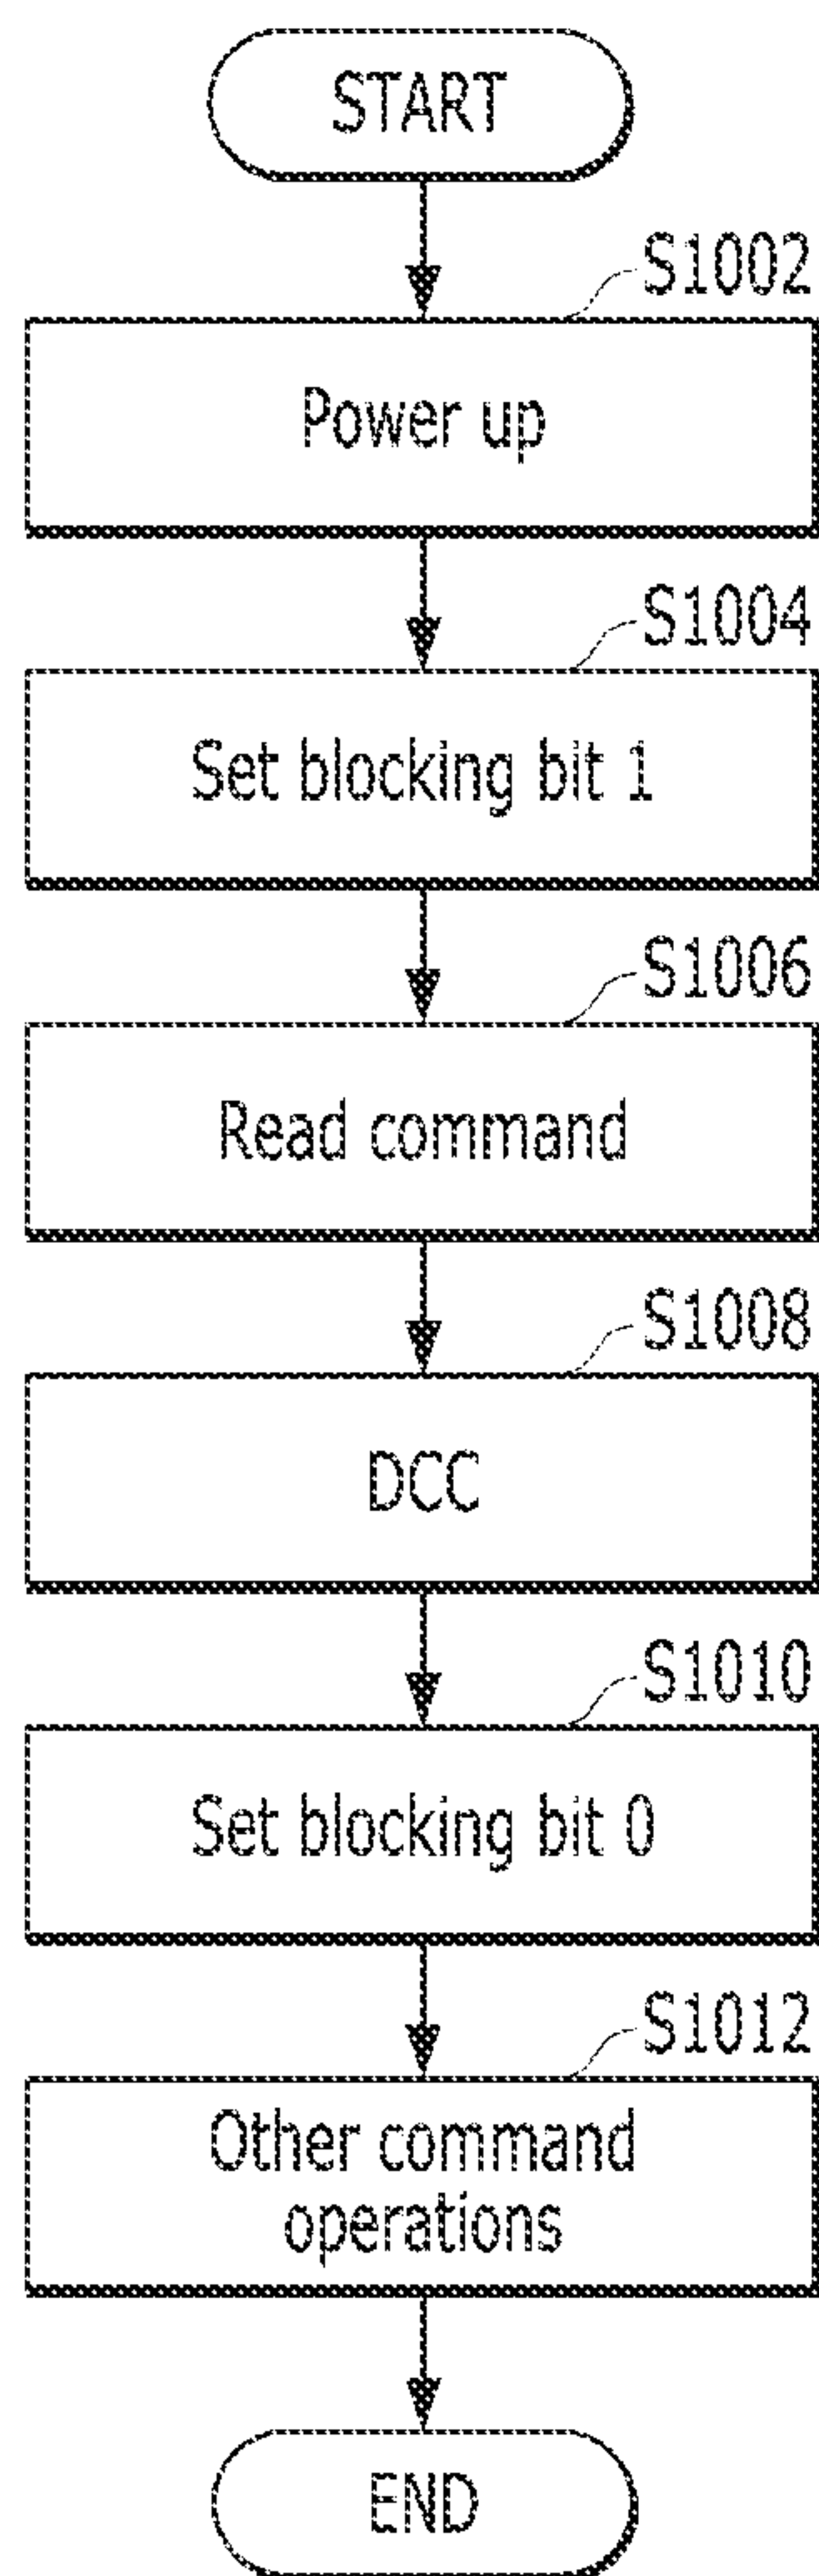 START
S1002
Power up
S1004
Set blocking bit 1
S1006
Read command
S1008
DCC
S1010
Set blocking bit 0
S1012
Other command
operations
END